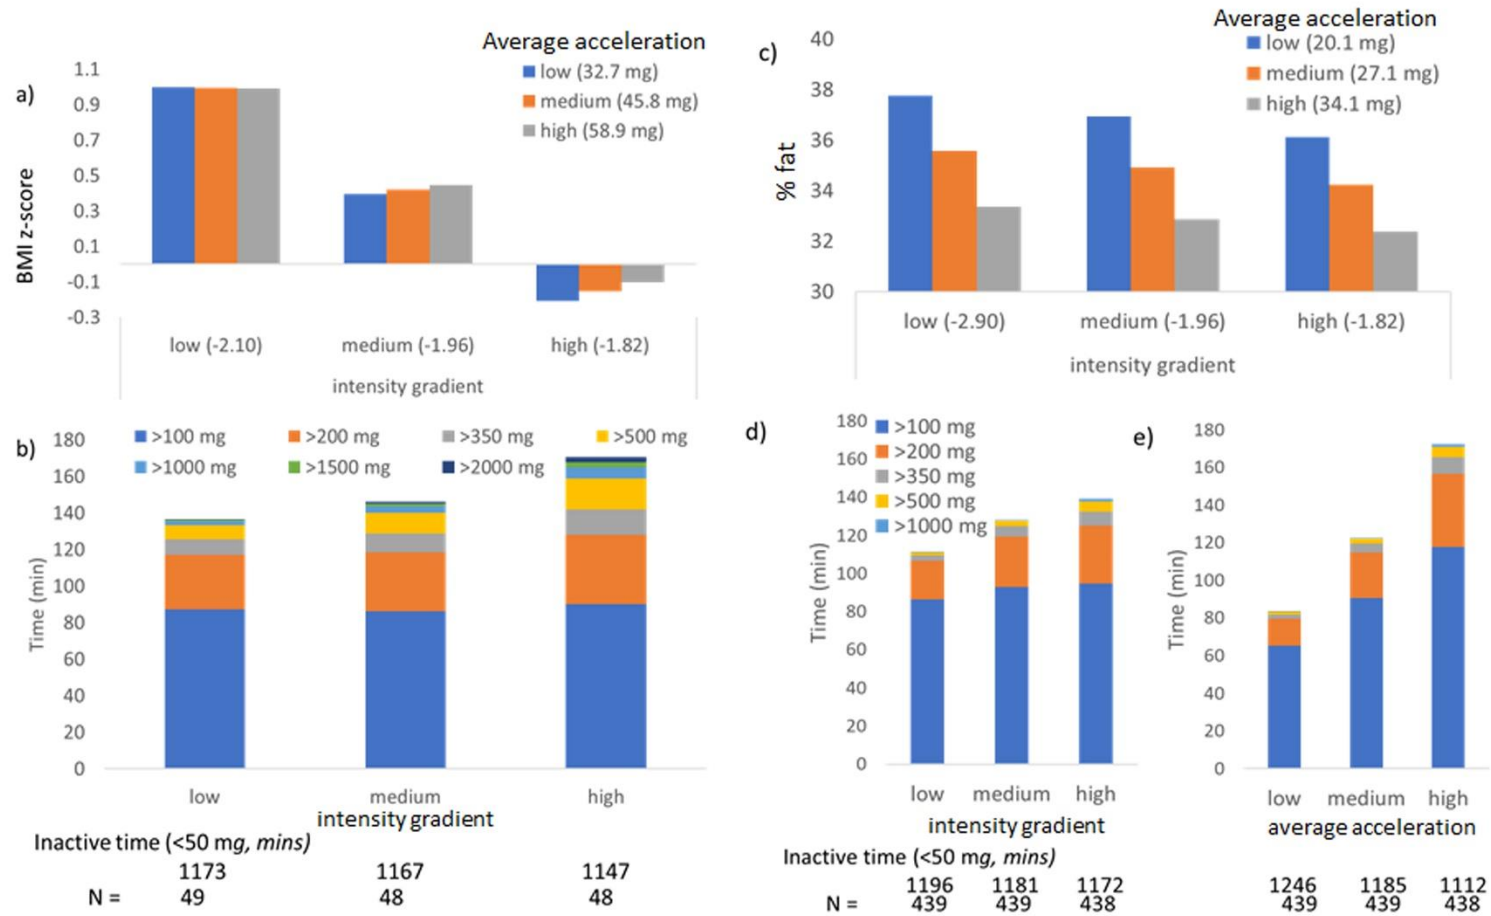 a)
Average acceleration
low (32.7 mg)
medium (45.8 mg)
high (58.9 mg)
1.1
0.9
0.7
0.5
0.3
0.1
-0.1
-0.3
BMI z-score
low (-2.10) medium (-1.96) high (-1.82)
intensity gradient
c)
Average acceleration
low (20.1 mg)
medium (27.1 mg)
high (34.1 mg)
40
38
36
34
32
30
% fat
low (-2.90) medium (-1.96) high (-1.82)
intensity gradient
b)
>100 mg >200 mg >350 mg >500 mg
>1000 mg >1500 mg >2000 mg
180
160
140
120
100
80
60
40
20
0
Time (min)
low medium high
intensity gradient
Inactive time (<50 mg, mins)
1173 1167 1147
N = 49 48 48
d)
>100 mg
>200 mg
>350 mg
>500 mg
>1000 mg
180
160
140
120
100
80
60
40
20
0
Time (min)
low medium high
intensity gradient
Inactive time (<50 mg, mins)
1196 1181 1172
N = 439 439 438
e)
180
160
140
120
100
80
60
40
20
0
Time (min)
low medium high
average acceleration
1246 1185 1112
439 439 438